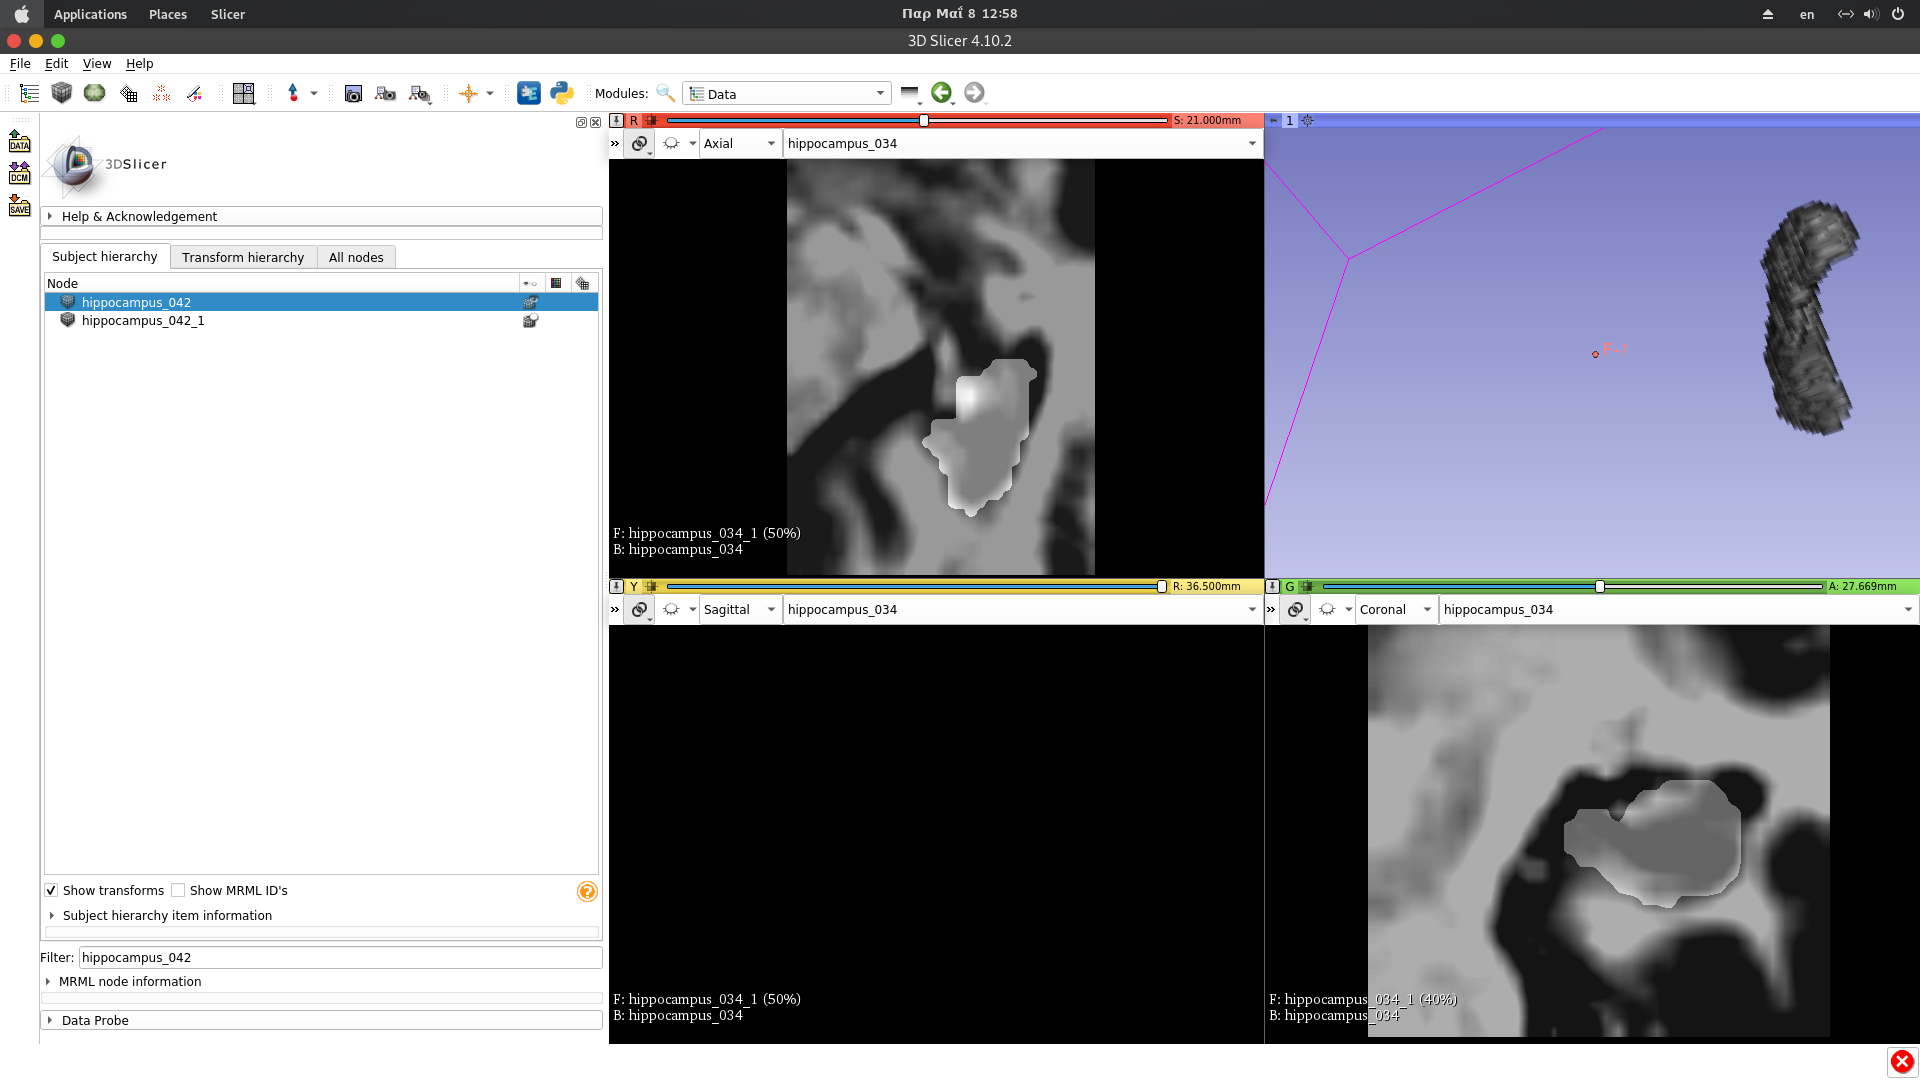 Applications Places Slicer Παρ Μαΐ 8 12:58 en
3D Slicer 4.10.2
File Edit View Help
DATA
DCM
SAVE
Modules: Data
3DSlicer
Help & Acknowledgement
Subject hierarchy Transform hierarchy All nodes
Node
hippocampus_042
hippocampus_042_1
Show transforms Show MRML ID's
Subject hierarchy item information
Filter: hippocampus_042
MRML node information
Data Probe
R S: 21.000mm
Axial hippocampus_034
F: hippocampus_034_1 (50%)
B: hippocampus_034
1
Y R: 36.500mm
Sagittal hippocampus_034
F: hippocampus_034_1 (50%)
B: hippocampus_034
G A: 27.669mm
Coronal hippocampus_034
F: hippocampus_034_1 (40%)
B: hippocampus_034